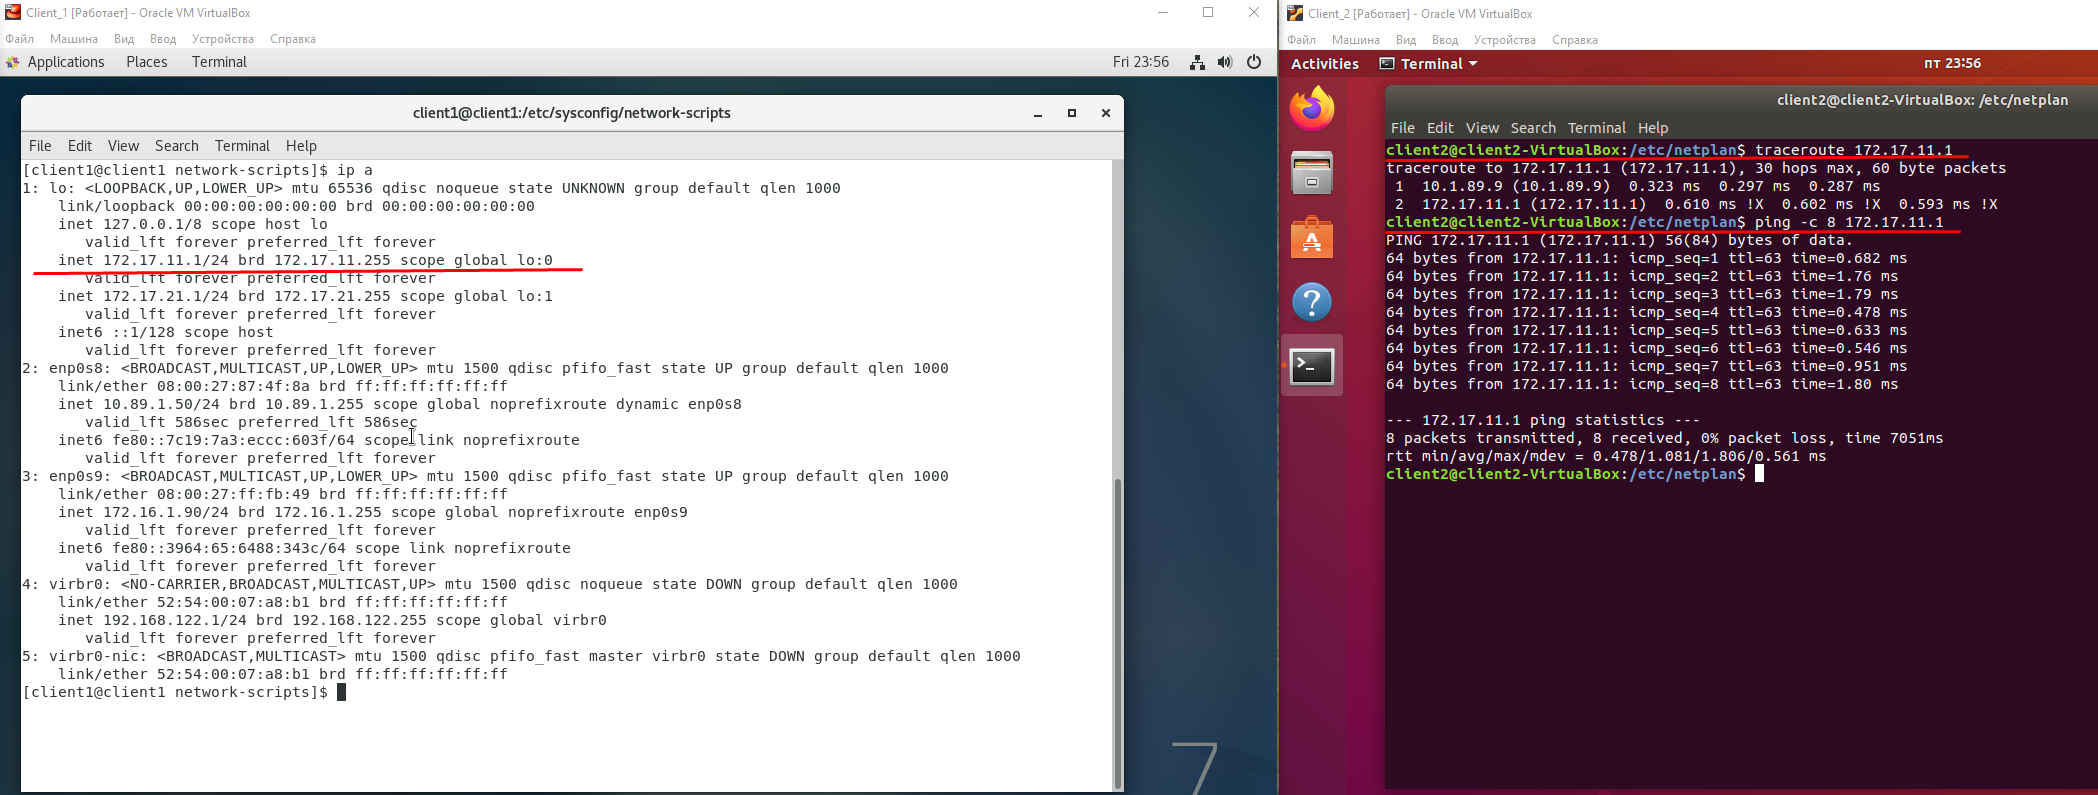 Client_1 [Работает] - Oracle VM VirtualBox
Файл Машина Вид Ввод Устройства Справка
Applications Places Terminal Fri 23:56
client1@client1:/etc/sysconfig/network-scripts
File Edit View Search Terminal Help
[client1@client1 network-scripts]$ ip a
1: lo: <LOOPBACK,UP,LOWER_UP> mtu 65536 qdisc noqueue state UNKNOWN group default qlen 1000
    link/loopback 00:00:00:00:00:00 brd 00:00:00:00:00:00
    inet 127.0.0.1/8 scope host lo
       valid_lft forever preferred_lft forever
    inet 172.17.11.1/24 brd 172.17.11.255 scope global lo:0
       valid_lft forever preferred_lft forever
    inet 172.17.21.1/24 brd 172.17.21.255 scope global lo:1
       valid_lft forever preferred_lft forever
    inet6 ::1/128 scope host
       valid_lft forever preferred_lft forever
2: enp0s8: <BROADCAST,MULTICAST,UP,LOWER_UP> mtu 1500 qdisc pfifo_fast state UP group default qlen 1000
    link/ether 08:00:27:87:4f:8a brd ff:ff:ff:ff:ff:ff
    inet 10.89.1.50/24 brd 10.89.1.255 scope global noprefixroute dynamic enp0s8
       valid_lft 586sec preferred_lft 586sec
    inet6 fe80::7c19:7a3:eccc:603f/64 scope link noprefixroute
       valid_lft forever preferred_lft forever
3: enp0s9: <BROADCAST,MULTICAST,UP,LOWER_UP> mtu 1500 qdisc pfifo_fast state UP group default qlen 1000
    link/ether 08:00:27:ff:fb:49 brd ff:ff:ff:ff:ff:ff
    inet 172.16.1.90/24 brd 172.16.1.255 scope global noprefixroute enp0s9
       valid_lft forever preferred_lft forever
    inet6 fe80::3964:65:6488:343c/64 scope link noprefixroute
       valid_lft forever preferred_lft forever
4: virbr0: <NO-CARRIER,BROADCAST,MULTICAST,UP> mtu 1500 qdisc noqueue state DOWN group default qlen 1000
    link/ether 52:54:00:07:a8:b1 brd ff:ff:ff:ff:ff:ff
    inet 192.168.122.1/24 brd 192.168.122.255 scope global virbr0
       valid_lft forever preferred_lft forever
5: virbr0-nic: <BROADCAST,MULTICAST> mtu 1500 qdisc pfifo_fast master virbr0 state DOWN group default qlen 1000
    link/ether 52:54:00:07:a8:b1 brd ff:ff:ff:ff:ff:ff
[client1@client1 network-scripts]$
7
Client_2 [Работает] - Oracle VM VirtualBox
Файл Машина Вид Ввод Устройства Справка
Activities Terminal пт 23:56
client2@client2-VirtualBox: /etc/netplan
File Edit View Search Terminal Help
client2@client2-VirtualBox:/etc/netplan$ traceroute 172.17.11.1
traceroute to 172.17.11.1 (172.17.11.1), 30 hops max, 60 byte packets
 1  10.1.89.9 (10.1.89.9)  0.323 ms  0.297 ms  0.287 ms
 2  172.17.11.1 (172.17.11.1)  0.610 ms !X  0.602 ms !X  0.593 ms !X
client2@client2-VirtualBox:/etc/netplan$ ping -c 8 172.17.11.1
PING 172.17.11.1 (172.17.11.1) 56(84) bytes of data.
64 bytes from 172.17.11.1: icmp_seq=1 ttl=63 time=0.682 ms
64 bytes from 172.17.11.1: icmp_seq=2 ttl=63 time=1.76 ms
64 bytes from 172.17.11.1: icmp_seq=3 ttl=63 time=1.79 ms
64 bytes from 172.17.11.1: icmp_seq=4 ttl=63 time=0.478 ms
64 bytes from 172.17.11.1: icmp_seq=5 ttl=63 time=0.633 ms
64 bytes from 172.17.11.1: icmp_seq=6 ttl=63 time=0.546 ms
64 bytes from 172.17.11.1: icmp_seq=7 ttl=63 time=0.951 ms
64 bytes from 172.17.11.1: icmp_seq=8 ttl=63 time=1.80 ms
--- 172.17.11.1 ping statistics ---
8 packets transmitted, 8 received, 0% packet loss, time 7051ms
rtt min/avg/max/mdev = 0.478/1.081/1.806/0.561 ms
client2@client2-VirtualBox:/etc/netplan$